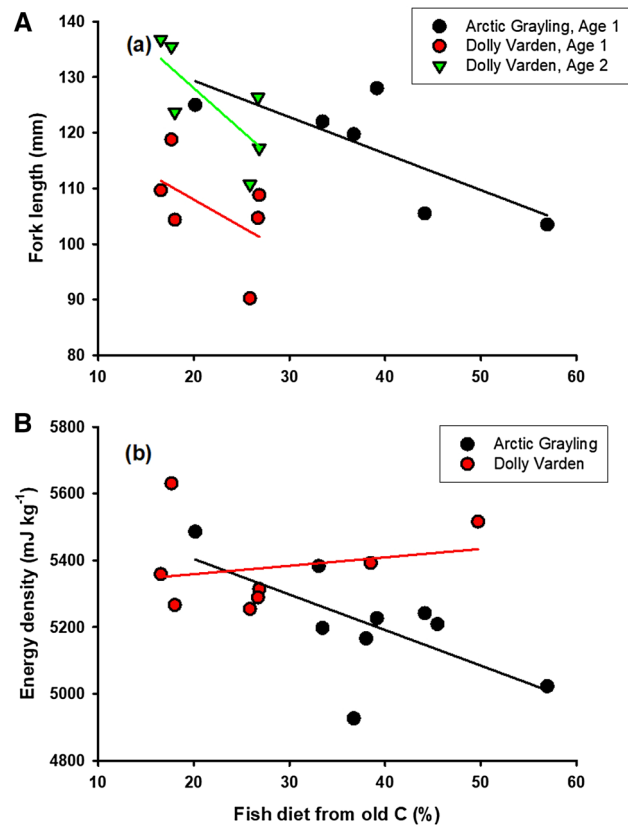 A
(a)
Arctic Grayling, Age 1
Dolly Varden, Age 1
Dolly Varden, Age 2
140
130
120
110
100
90
80
Fork length (mm)
10 20 30 40 50 60
B
(b)
Arctic Grayling
Dolly Varden
5800
5600
5400
5200
5000
4800
Energy density (mJ kg-1)
10 20 30 40 50 60
Fish diet from old C (%)